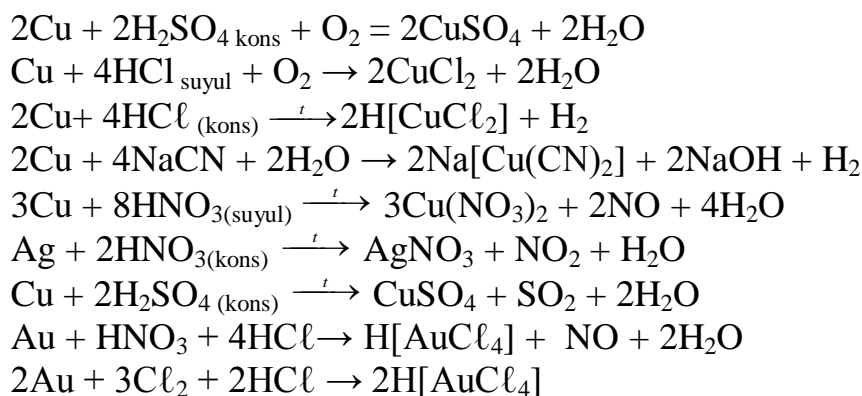 2Cu + 2H₂SO₄ kons + O₂ = 2CuSO₄ + 2H₂O
Cu + 4HCl suyul + O₂ → 2CuCl₂ + 2H₂O
2Cu+ 4HCℓ (kons) —t→ 2H[CuCℓ₂] + H₂
2Cu + 4NaCN + 2H₂O → 2Na[Cu(CN)₂] + 2NaOH + H₂
3Cu + 8HNO₃(suyul) —t→ 3Cu(NO₃)₂ + 2NO + 4H₂O
Ag + 2HNO₃(kons) —t→ AgNO₃ + NO₂ + H₂O
Cu + 2H₂SO₄ (kons) —t→ CuSO₄ + SO₂ + 2H₂O
Au + HNO₃ + 4HCℓ→ H[AuCℓ₄] + NO + 2H₂O
2Au + 3Cℓ₂ + 2HCℓ → 2H[AuCℓ₄]